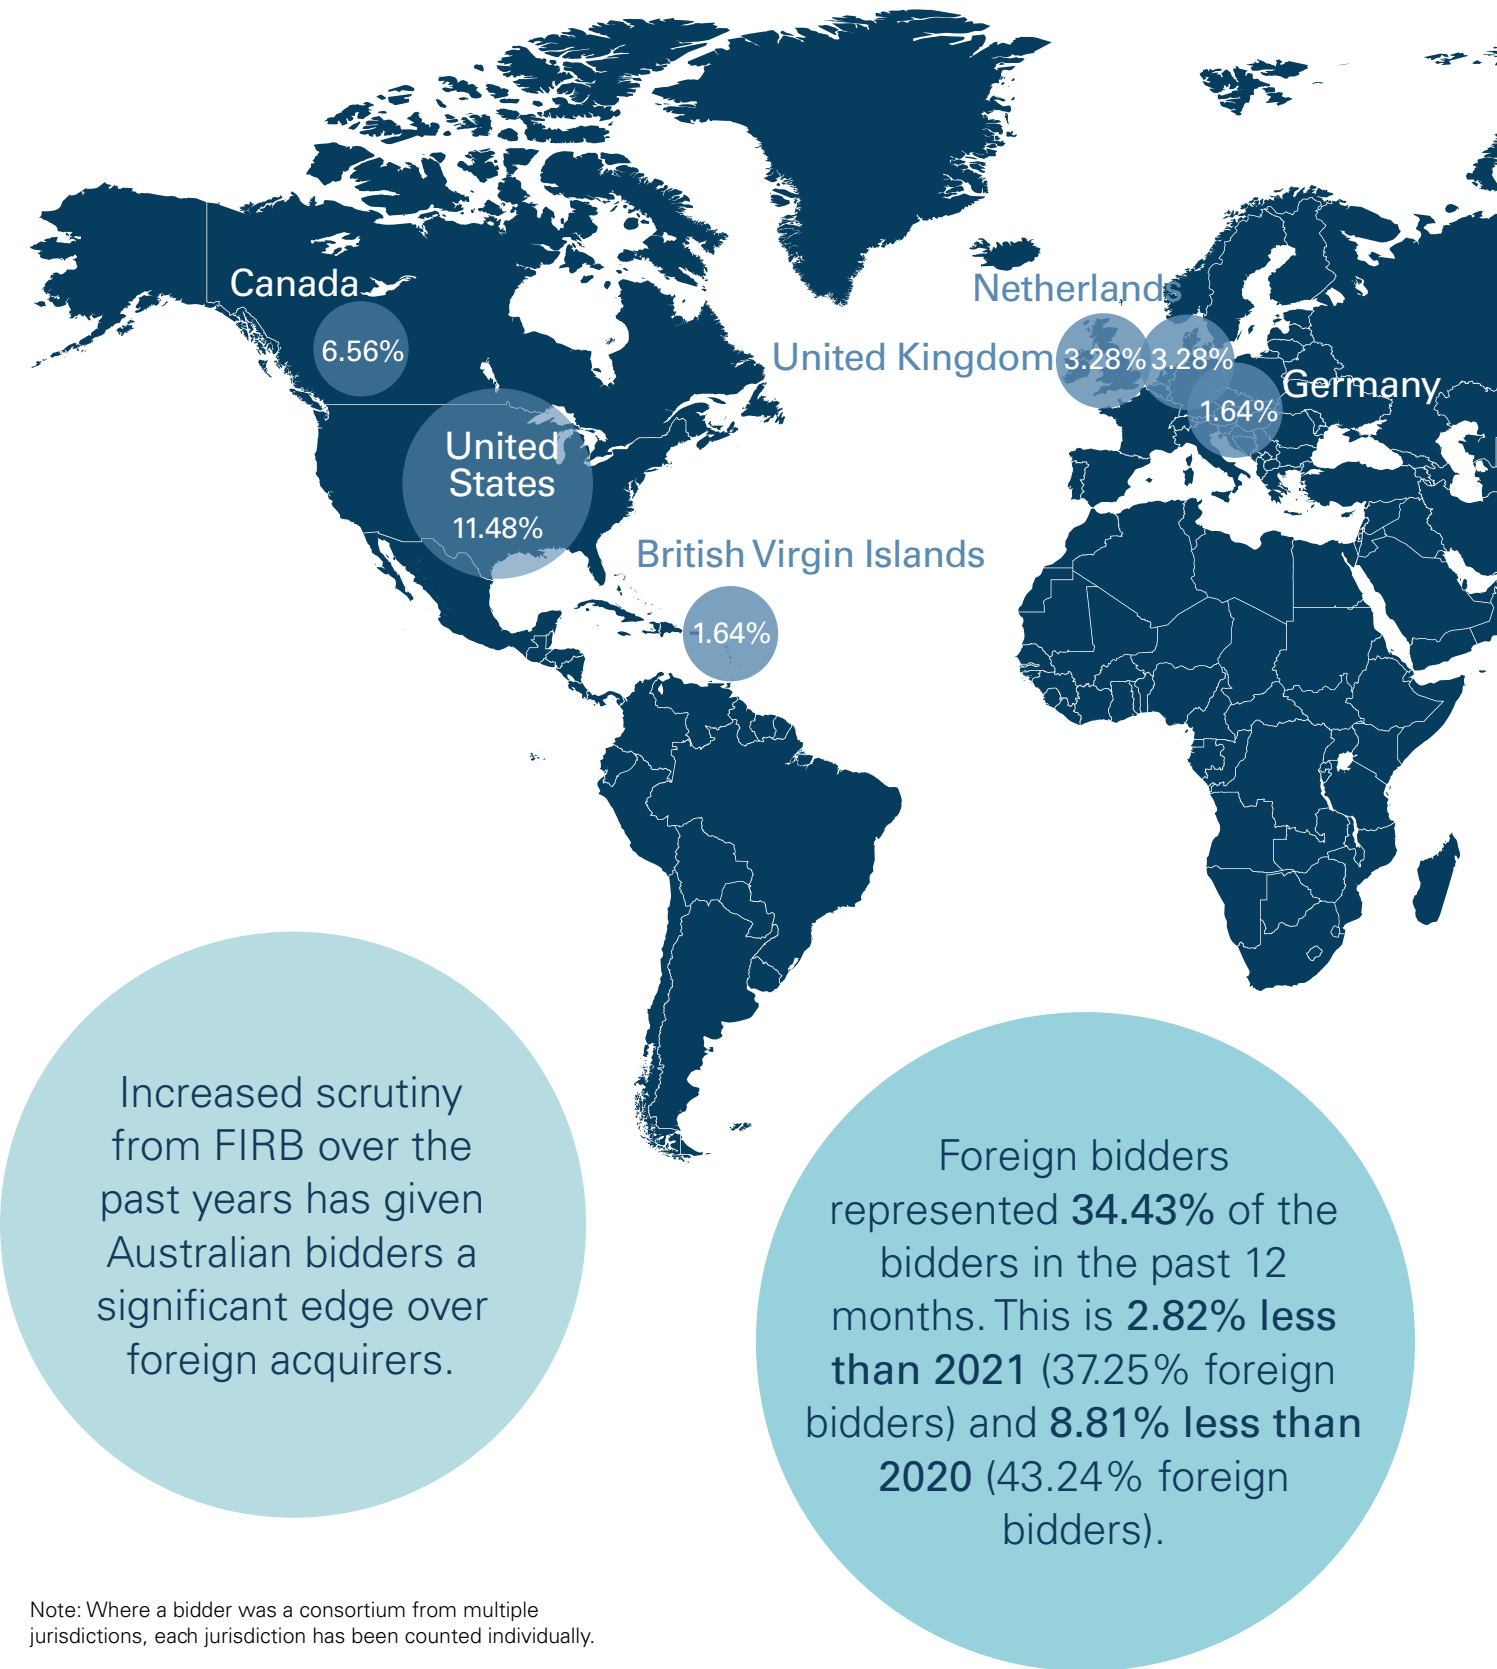 Canada
6.56%
United
States
11.48%
Netherlands
United Kingdom
3.28%
3.28%
Germany
1.64%
British Virgin Islands
1.64%
Increased scrutiny
from FIRB over the
past years has given
Australian bidders a
significant edge over
foreign acquirers.
Foreign bidders
represented 34.43% of the
bidders in the past 12
months. This is 2.82% less
than 2021 (37.25% foreign
bidders) and 8.81% less than
2020 (43.24% foreign
bidders).
Note: Where a bidder was a consortium from multiple
jurisdictions, each jurisdiction has been counted individually.